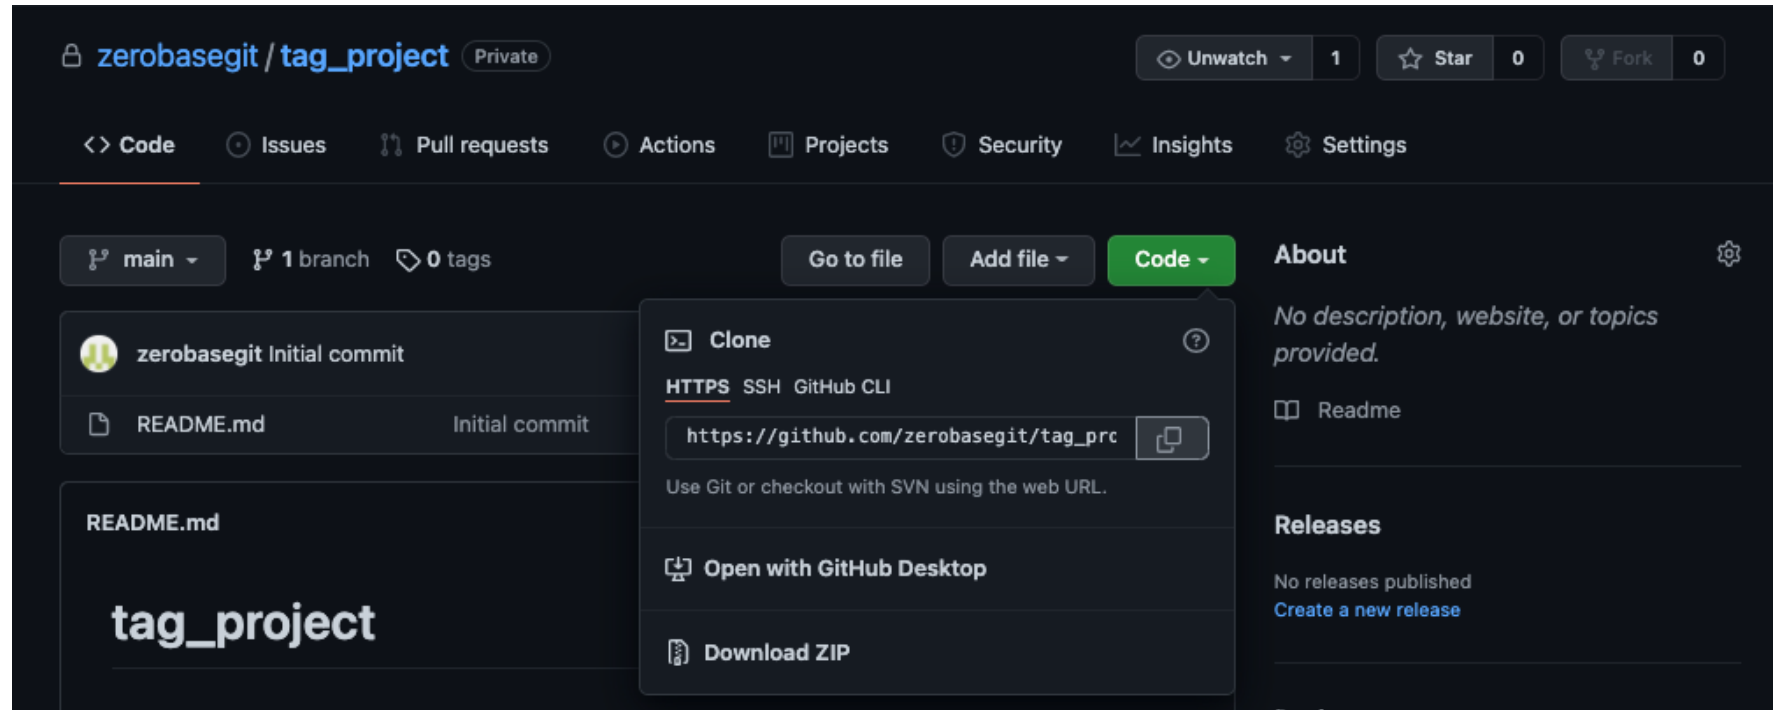 zerobasegit / tag_project Private
Unwatch 1 Star 0 Fork 0
Code Issues Pull requests Actions Projects Security Insights Settings
main 1 branch 0 tags Go to file Add file Code
zerobasegit Initial commit
README.md Initial commit
README.md
tag_project
Clone
HTTPS SSH GitHub CLI
https://github.com/zerobasegit/tag_prc
Use Git or checkout with SVN using the web URL.
Open with GitHub Desktop
Download ZIP
About
No description, website, or topics
provided.
Readme
Releases
No releases published
Create a new release